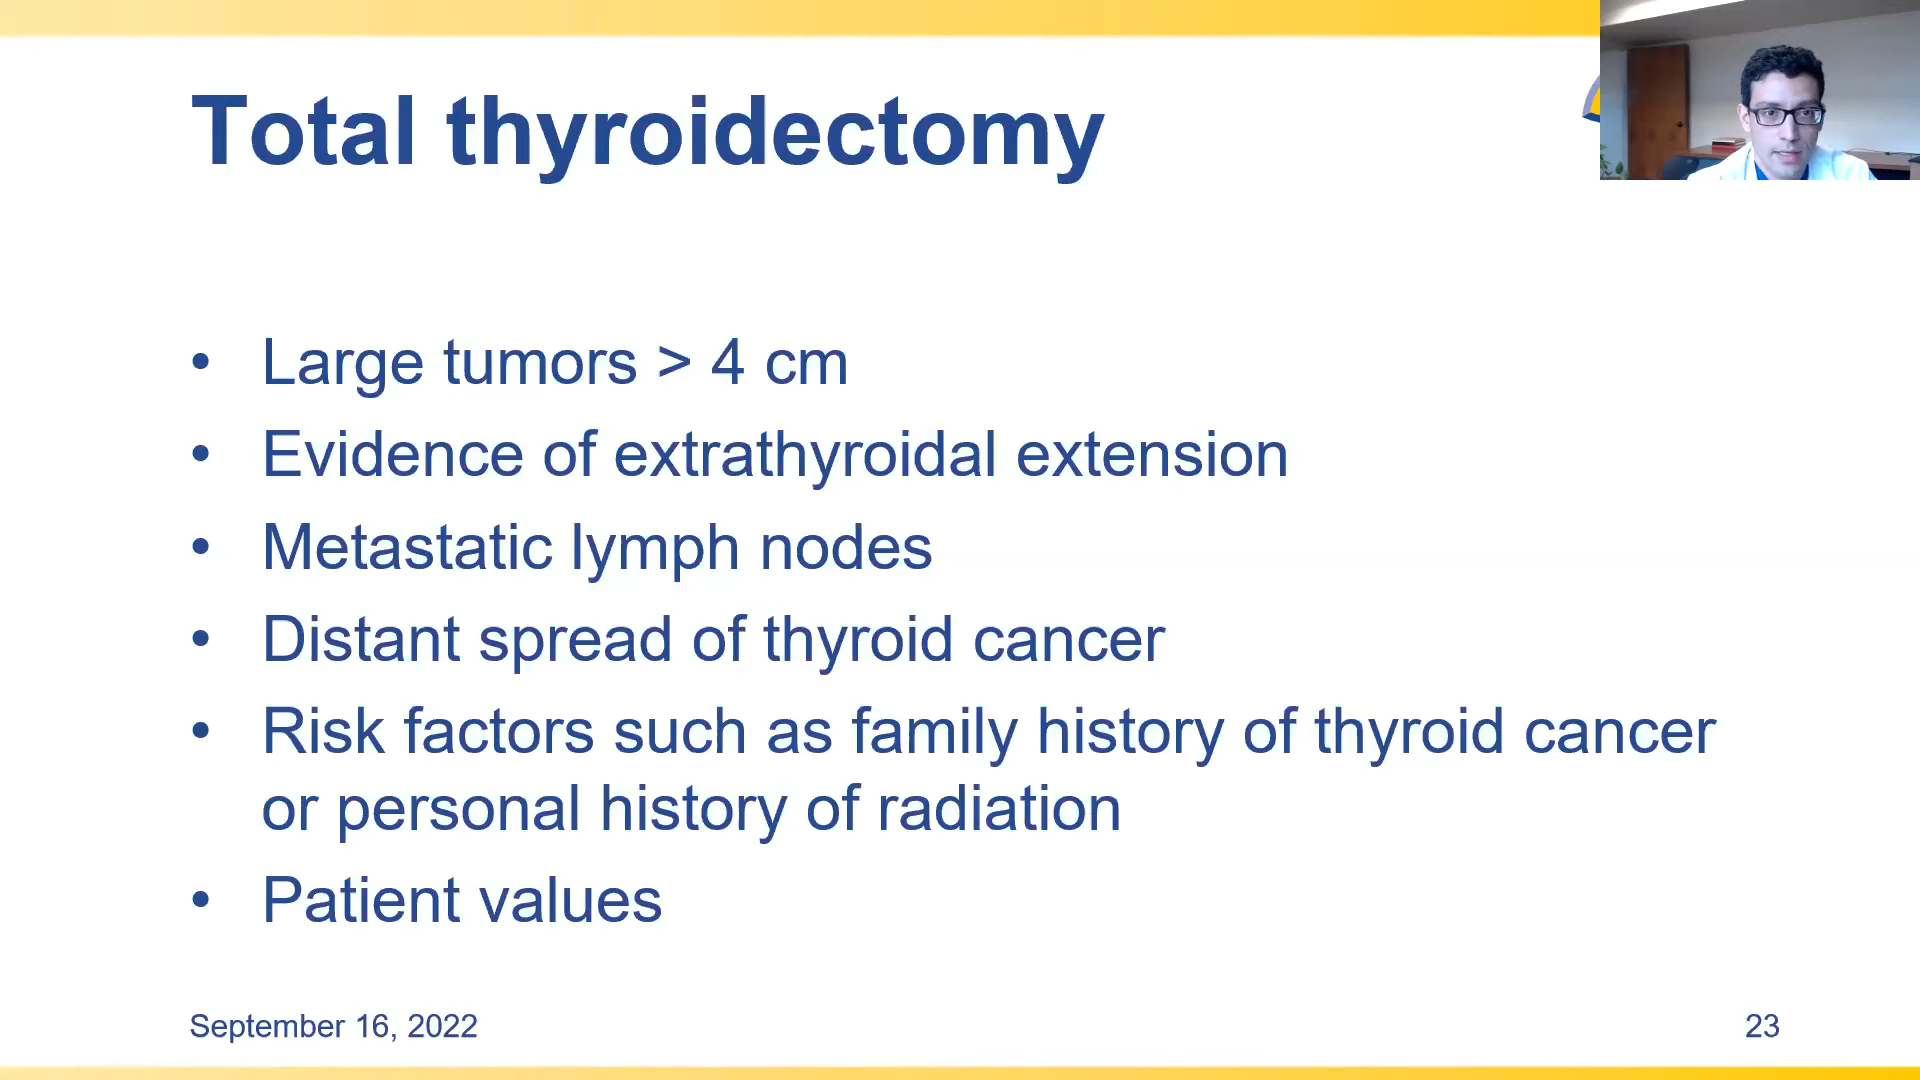 Total thyroidectomy
• Large tumors > 4 cm
• Evidence of extrathyroidal extension
• Metastatic lymph nodes
• Distant spread of thyroid cancer
• Risk factors such as family history of thyroid cancer
or personal history of radiation
• Patient values
September 16, 2022
23